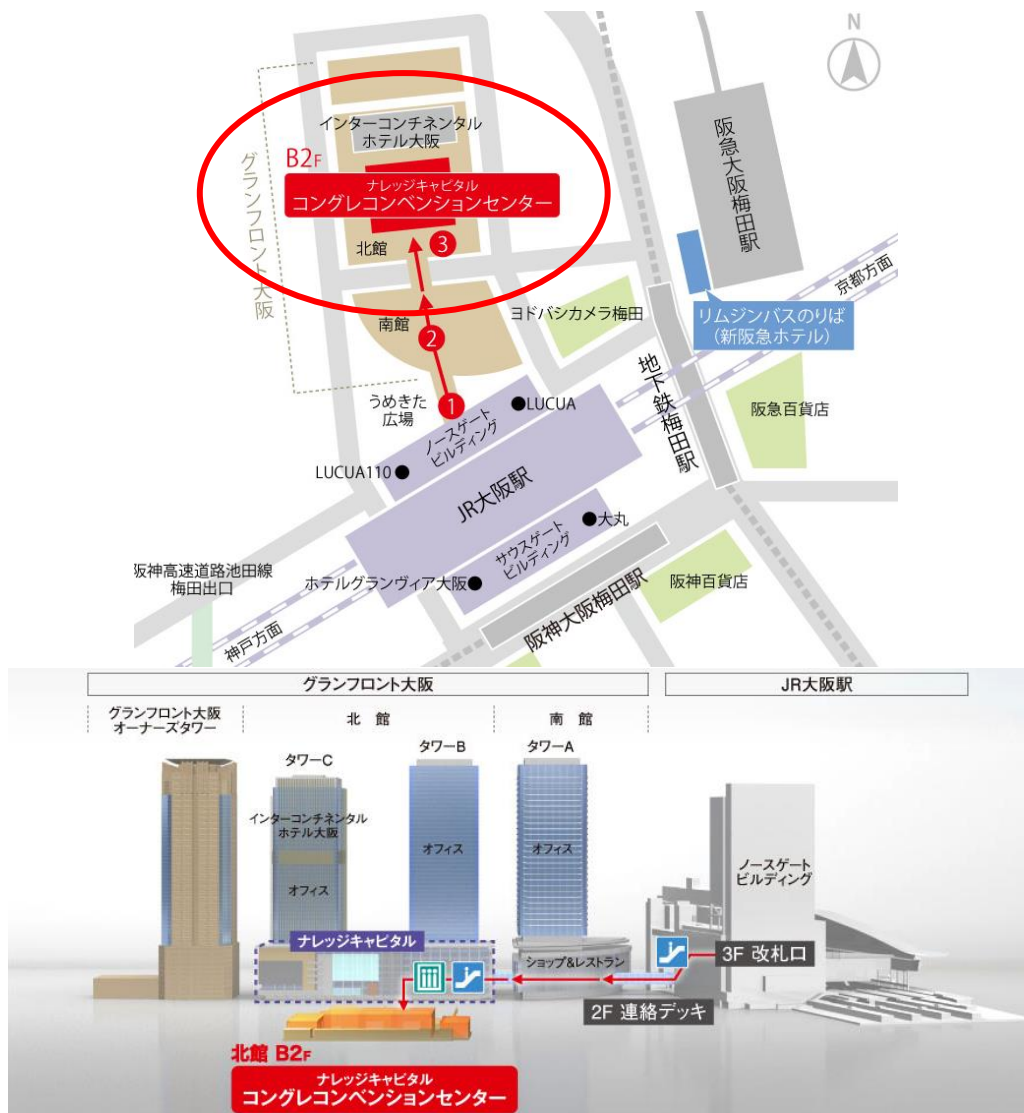 N
インターコンチネンタル
ホテル大阪
B2F
ナレッジキャピタル
コングレコンベンションセンター
グランフロント大阪
北館
3
南館
2
うめきた
広場
1
ヨドバシカメラ梅田
阪急大阪梅田駅
京都方面
リムジンバスのりば
（新阪急ホテル）
地下鉄梅田駅
阪急百貨店
LUCUA
ノースゲート
ビルディング
LUCUA110
JR大阪駅
大丸
サウスゲート
ビルディング
ホテルグランヴィア大阪
阪神高速道路池田線
梅田出口
神戸方面
阪神大阪梅田駅
阪神百貨店
グランフロント大阪
JR大阪駅
グランフロント大阪
オーナーズタワー
北 館
南 館
タワーC
タワーB
タワーA
インターコンチネンタル
ホテル大阪
オフィス
オフィス
オフィス
ノースゲート
ビルディング
ナレッジキャピタル
ショップ&レストラン
3F 改札口
2F 連絡デッキ
北館 B2F
ナレッジキャピタル
コングレコンベンションセンター